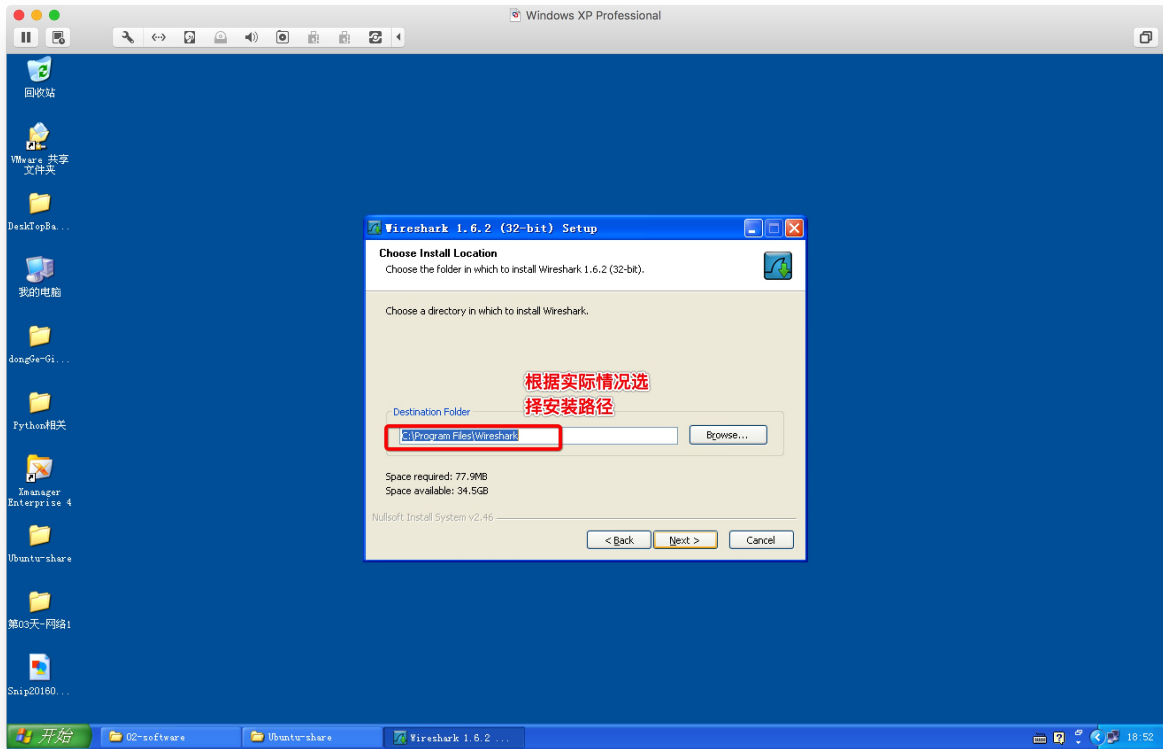 Windows XP Professional
回收站
VMware 共享
文件夹
DeskTopBa...
我的电脑
dongGe-Gi...
Python相关
Xmanager
Enterprise 4
Ubuntu-share
第03天-网络1
Snip20160...
Wireshark 1.6.2 (32-bit) Setup
Choose Install Location
Choose the folder in which to install Wireshark 1.6.2 (32-bit).
Choose a directory in which to install Wireshark.
根据实际情况选
择安装路径
Destination Folder
C:\Program Files\Wireshark
Browse...
Space required: 77.9MB
Space available: 34.5GB
Nullsoft Install System v2.46
< Back Next > Cancel
开始 02-software Ubuntu-share Wireshark 1.6.2 ... 18:52